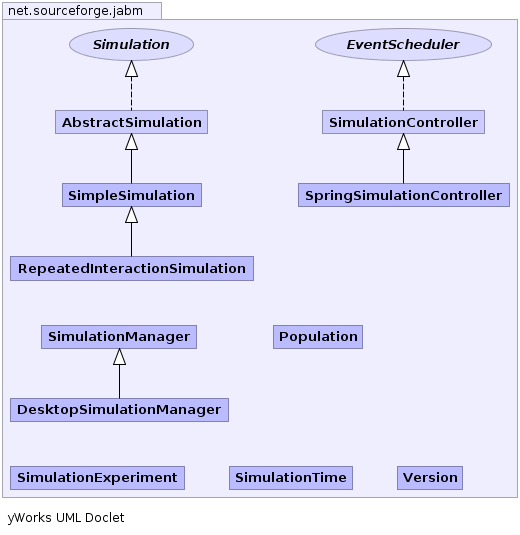 net.sourceforge.jabm
Simulation
EventScheduler
AbstractSimulation
SimulationController
SimpleSimulation
SpringSimulationController
RepeatedInteractionSimulation
SimulationManager
Population
DesktopSimulationManager
SimulationExperiment
SimulationTime
Version
yWorks UML Doclet